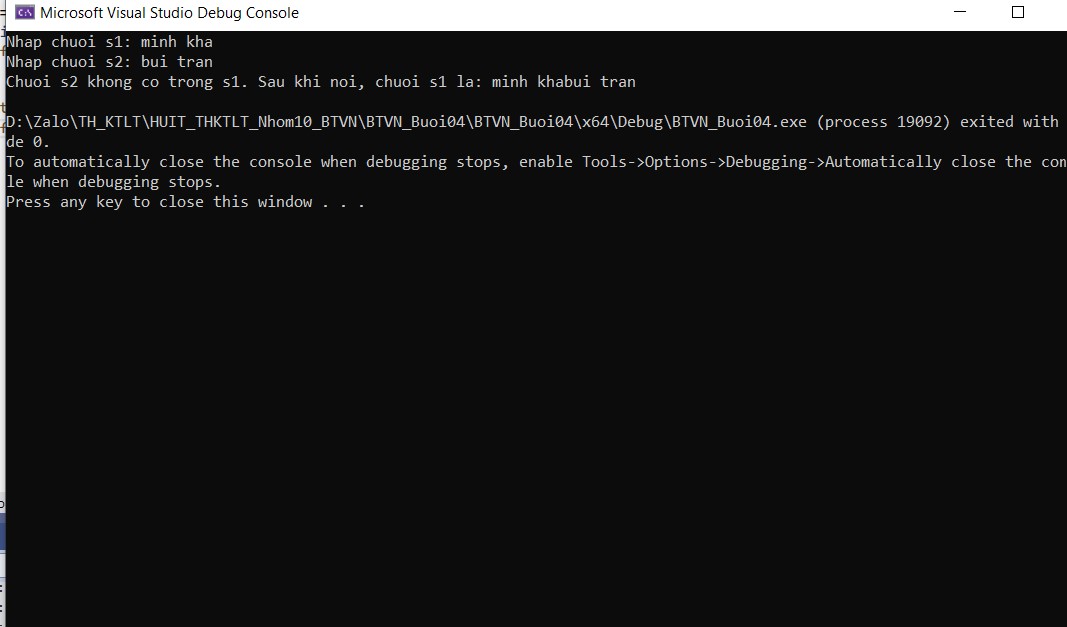 Microsoft Visual Studio Debug Console
Nhap chuoi s1: minh kha
Nhap chuoi s2: bui tran
Chuoi s2 khong co trong s1. Sau khi noi, chuoi s1 la: minh khabui tran
D:\Zalo\TH_KTLT\HUIT_THKTLT_Nhom10_BTVN\BTVN_Buoi04\BTVN_Buoi04\x64\Debug\BTVN_Buoi04.exe (process 19092) exited with
de 0.
To automatically close the console when debugging stops, enable Tools->Options->Debugging->Automatically close the con
le when debugging stops.
Press any key to close this window . . .